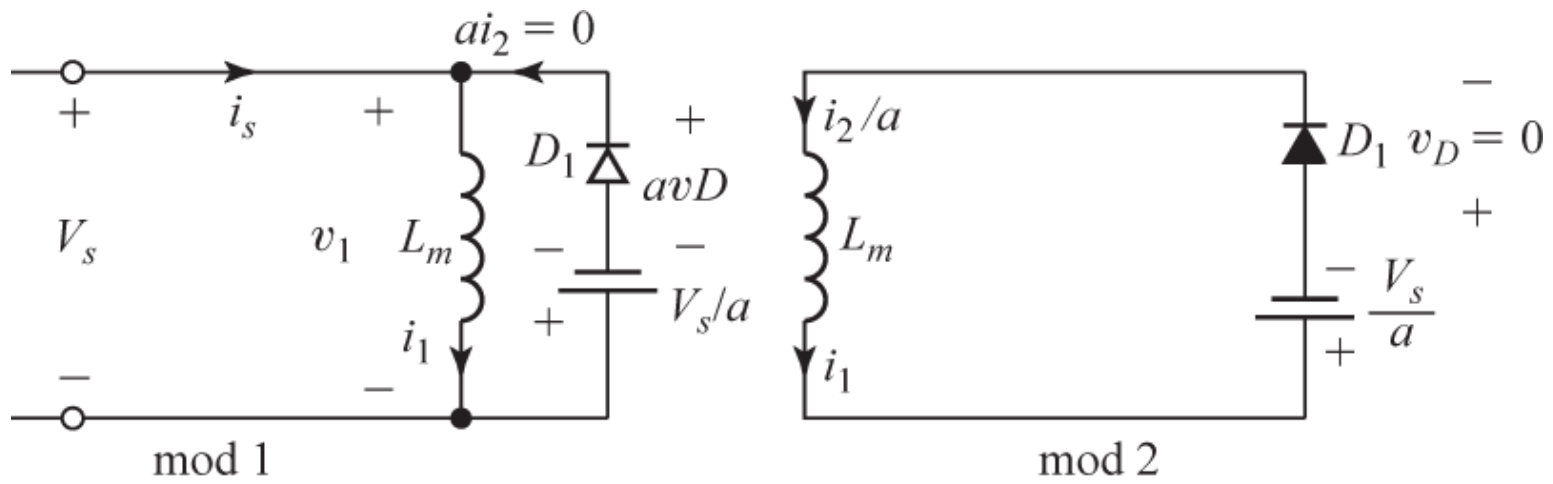 ai₂ = 0
+ iₛ + D₁ + i₂/a D₁ v_D = 0 −
Vₛ v₁ Lₘ avD Lₘ +
− − − Vₛ
+ Vₛ/a a
i₁ i₁ +
− −
mod 1 mod 2